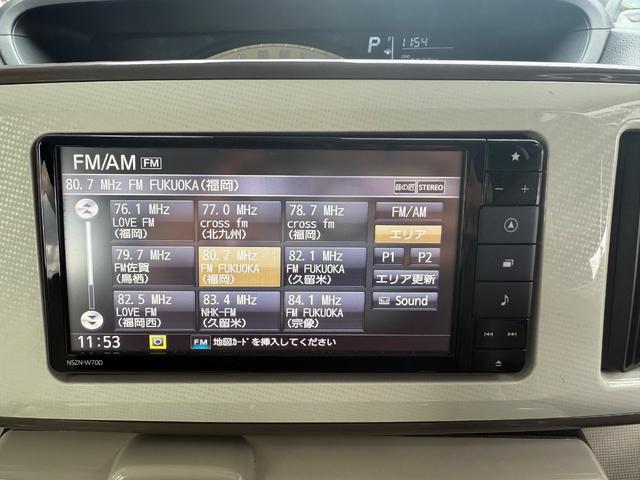 P
1154
FM/AM FM
80.7 MHz FM FUKUOKA(福岡)
音の匠 STEREO
76.1 MHz
LOVE FM
(福岡)
77.0 MHz
cross fm
(北九州)
78.7 MHz
cross fm
(福岡)
FM/AM
エリア
79.7 MHz
FM佐賀
(鳥栖)
80.7 MHz
FM FUKUOKA
(福岡)
82.1 MHz
FM FUKUOKA
(久留米)
P1 P2
エリア更新
82.5 MHz
LOVE FM
(福岡西)
83.4 MHz
NHK-FM
(久留米)
84.1 MHz
FM FUKUOKA
(宗像)
Sound
11:53
FM 地図ｶｰﾄﾞを挿入してください
NSZN-W70D